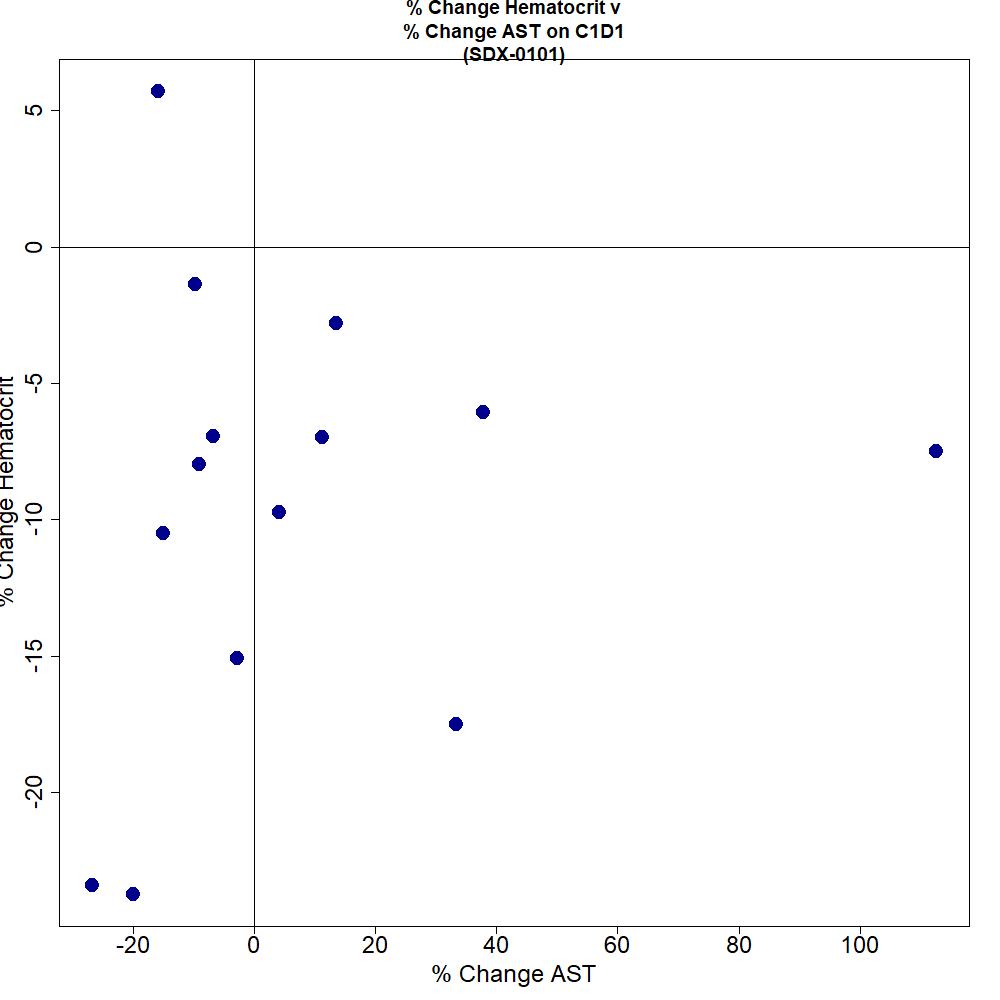 % Change Hematocrit v
% Change AST on C1D1
(SDX-0101)
% Change Hematocrit
5
0
-5
-10
-15
-20
-20 0 20 40 60 80 100
% Change AST